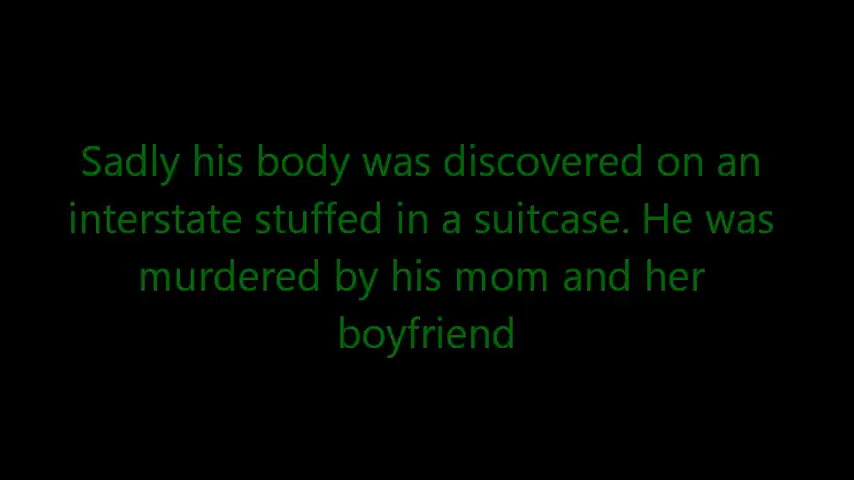 Sadly his body was discovered on an
interstate stuffed in a suitcase. He was
murdered by his mom and her
boyfriend